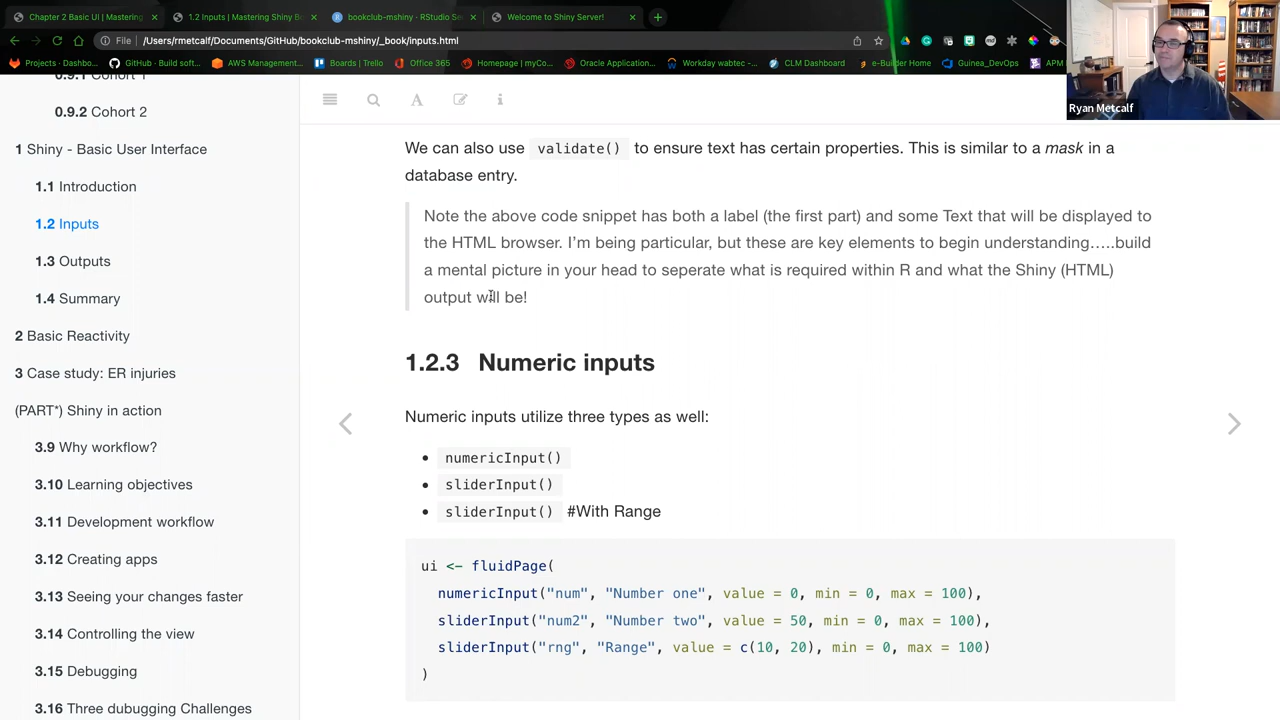 Chapter 2 Basic UI | Mastering
1.2 Inputs | Mastering Shiny B
bookclub-mshiny - RStudio Se
Welcome to Shiny Server!
File | /Users/rmetcalf/Documents/GitHub/bookclub-mshiny/_book/inputs.html
Projects - Dashbo...
GitHub · Build soft...
AWS Management...
Boards | Trello
Office 365
Homepage | myCo...
Oracle Application...
Workday wabtec -...
CLM Dashboard
e-Builder Home
Guinea_DevOps
APM
Ryan Metcalf
0.9.1 Cohort 1
0.9.2 Cohort 2
1 Shiny - Basic User Interface
1.1 Introduction
1.2 Inputs
1.3 Outputs
1.4 Summary
2 Basic Reactivity
3 Case study: ER injuries
(PART*) Shiny in action
3.9 Why workflow?
3.10 Learning objectives
3.11 Development workflow
3.12 Creating apps
3.13 Seeing your changes faster
3.14 Controlling the view
3.15 Debugging
3.16 Three dubugging Challenges
We can also use validate() to ensure text has certain properties. This is similar to a mask in a
database entry.
Note the above code snippet has both a label (the first part) and some Text that will be displayed to
the HTML browser. I'm being particular, but these are key elements to begin understanding.....build
a mental picture in your head to seperate what is required within R and what the Shiny (HTML)
output will be!
1.2.3 Numeric inputs
Numeric inputs utilize three types as well:
numericInput()
sliderInput()
sliderInput() #With Range
ui <- fluidPage(
numericInput("num", "Number one", value = 0, min = 0, max = 100),
sliderInput("num2", "Number two", value = 50, min = 0, max = 100),
sliderInput("rng", "Range", value = c(10, 20), min = 0, max = 100)
)